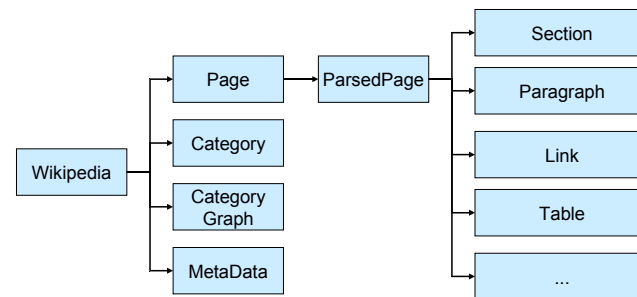 Section
Page
ParsedPage
Paragraph
Category
Link
Wikipedia
Category
Graph
Table
MetaData
...